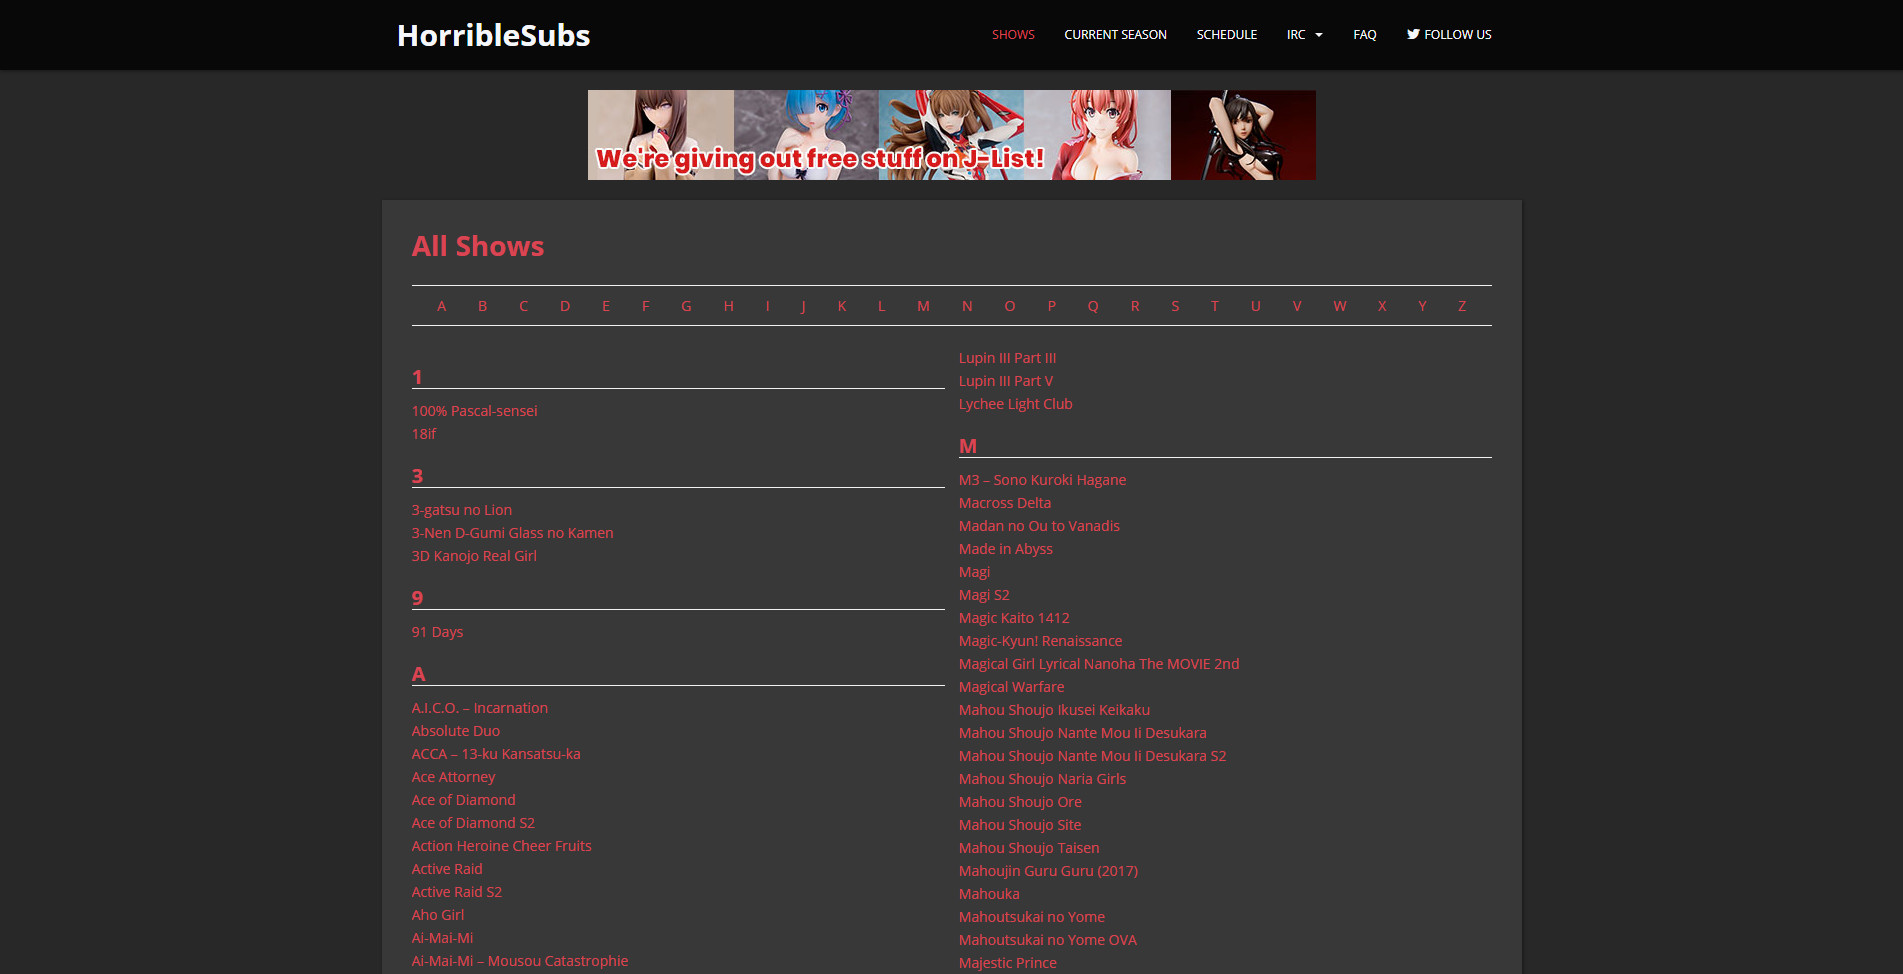 HorribleSubs
SHOWS CURRENT SEASON SCHEDULE IRC FAQ FOLLOW US
We're giving out free stuff on J-List!
All Shows
A B C D E F G H I J K L M N O P Q R S T U V W X Y Z
1
100% Pascal-sensei
18if
3
3-gatsu no Lion
3-Nen D-Gumi Glass no Kamen
3D Kanojo Real Girl
9
91 Days
A
A.I.C.O. – Incarnation
Absolute Duo
ACCA – 13-ku Kansatsu-ka
Ace Attorney
Ace of Diamond
Ace of Diamond S2
Action Heroine Cheer Fruits
Active Raid
Active Raid S2
Aho Girl
Ai-Mai-Mi
Ai-Mai-Mi – Mousou Catastrophie
Lupin III Part III
Lupin III Part V
Lychee Light Club
M
M3 – Sono Kuroki Hagane
Macross Delta
Madan no Ou to Vanadis
Made in Abyss
Magi
Magi S2
Magic Kaito 1412
Magic-Kyun! Renaissance
Magical Girl Lyrical Nanoha The MOVIE 2nd
Magical Warfare
Mahou Shoujo Ikusei Keikaku
Mahou Shoujo Nante Mou Ii Desukara
Mahou Shoujo Nante Mou Ii Desukara S2
Mahou Shoujo Naria Girls
Mahou Shoujo Ore
Mahou Shoujo Site
Mahou Shoujo Taisen
Mahoujin Guru Guru (2017)
Mahouka
Mahoutsukai no Yome
Mahoutsukai no Yome OVA
Majestic Prince